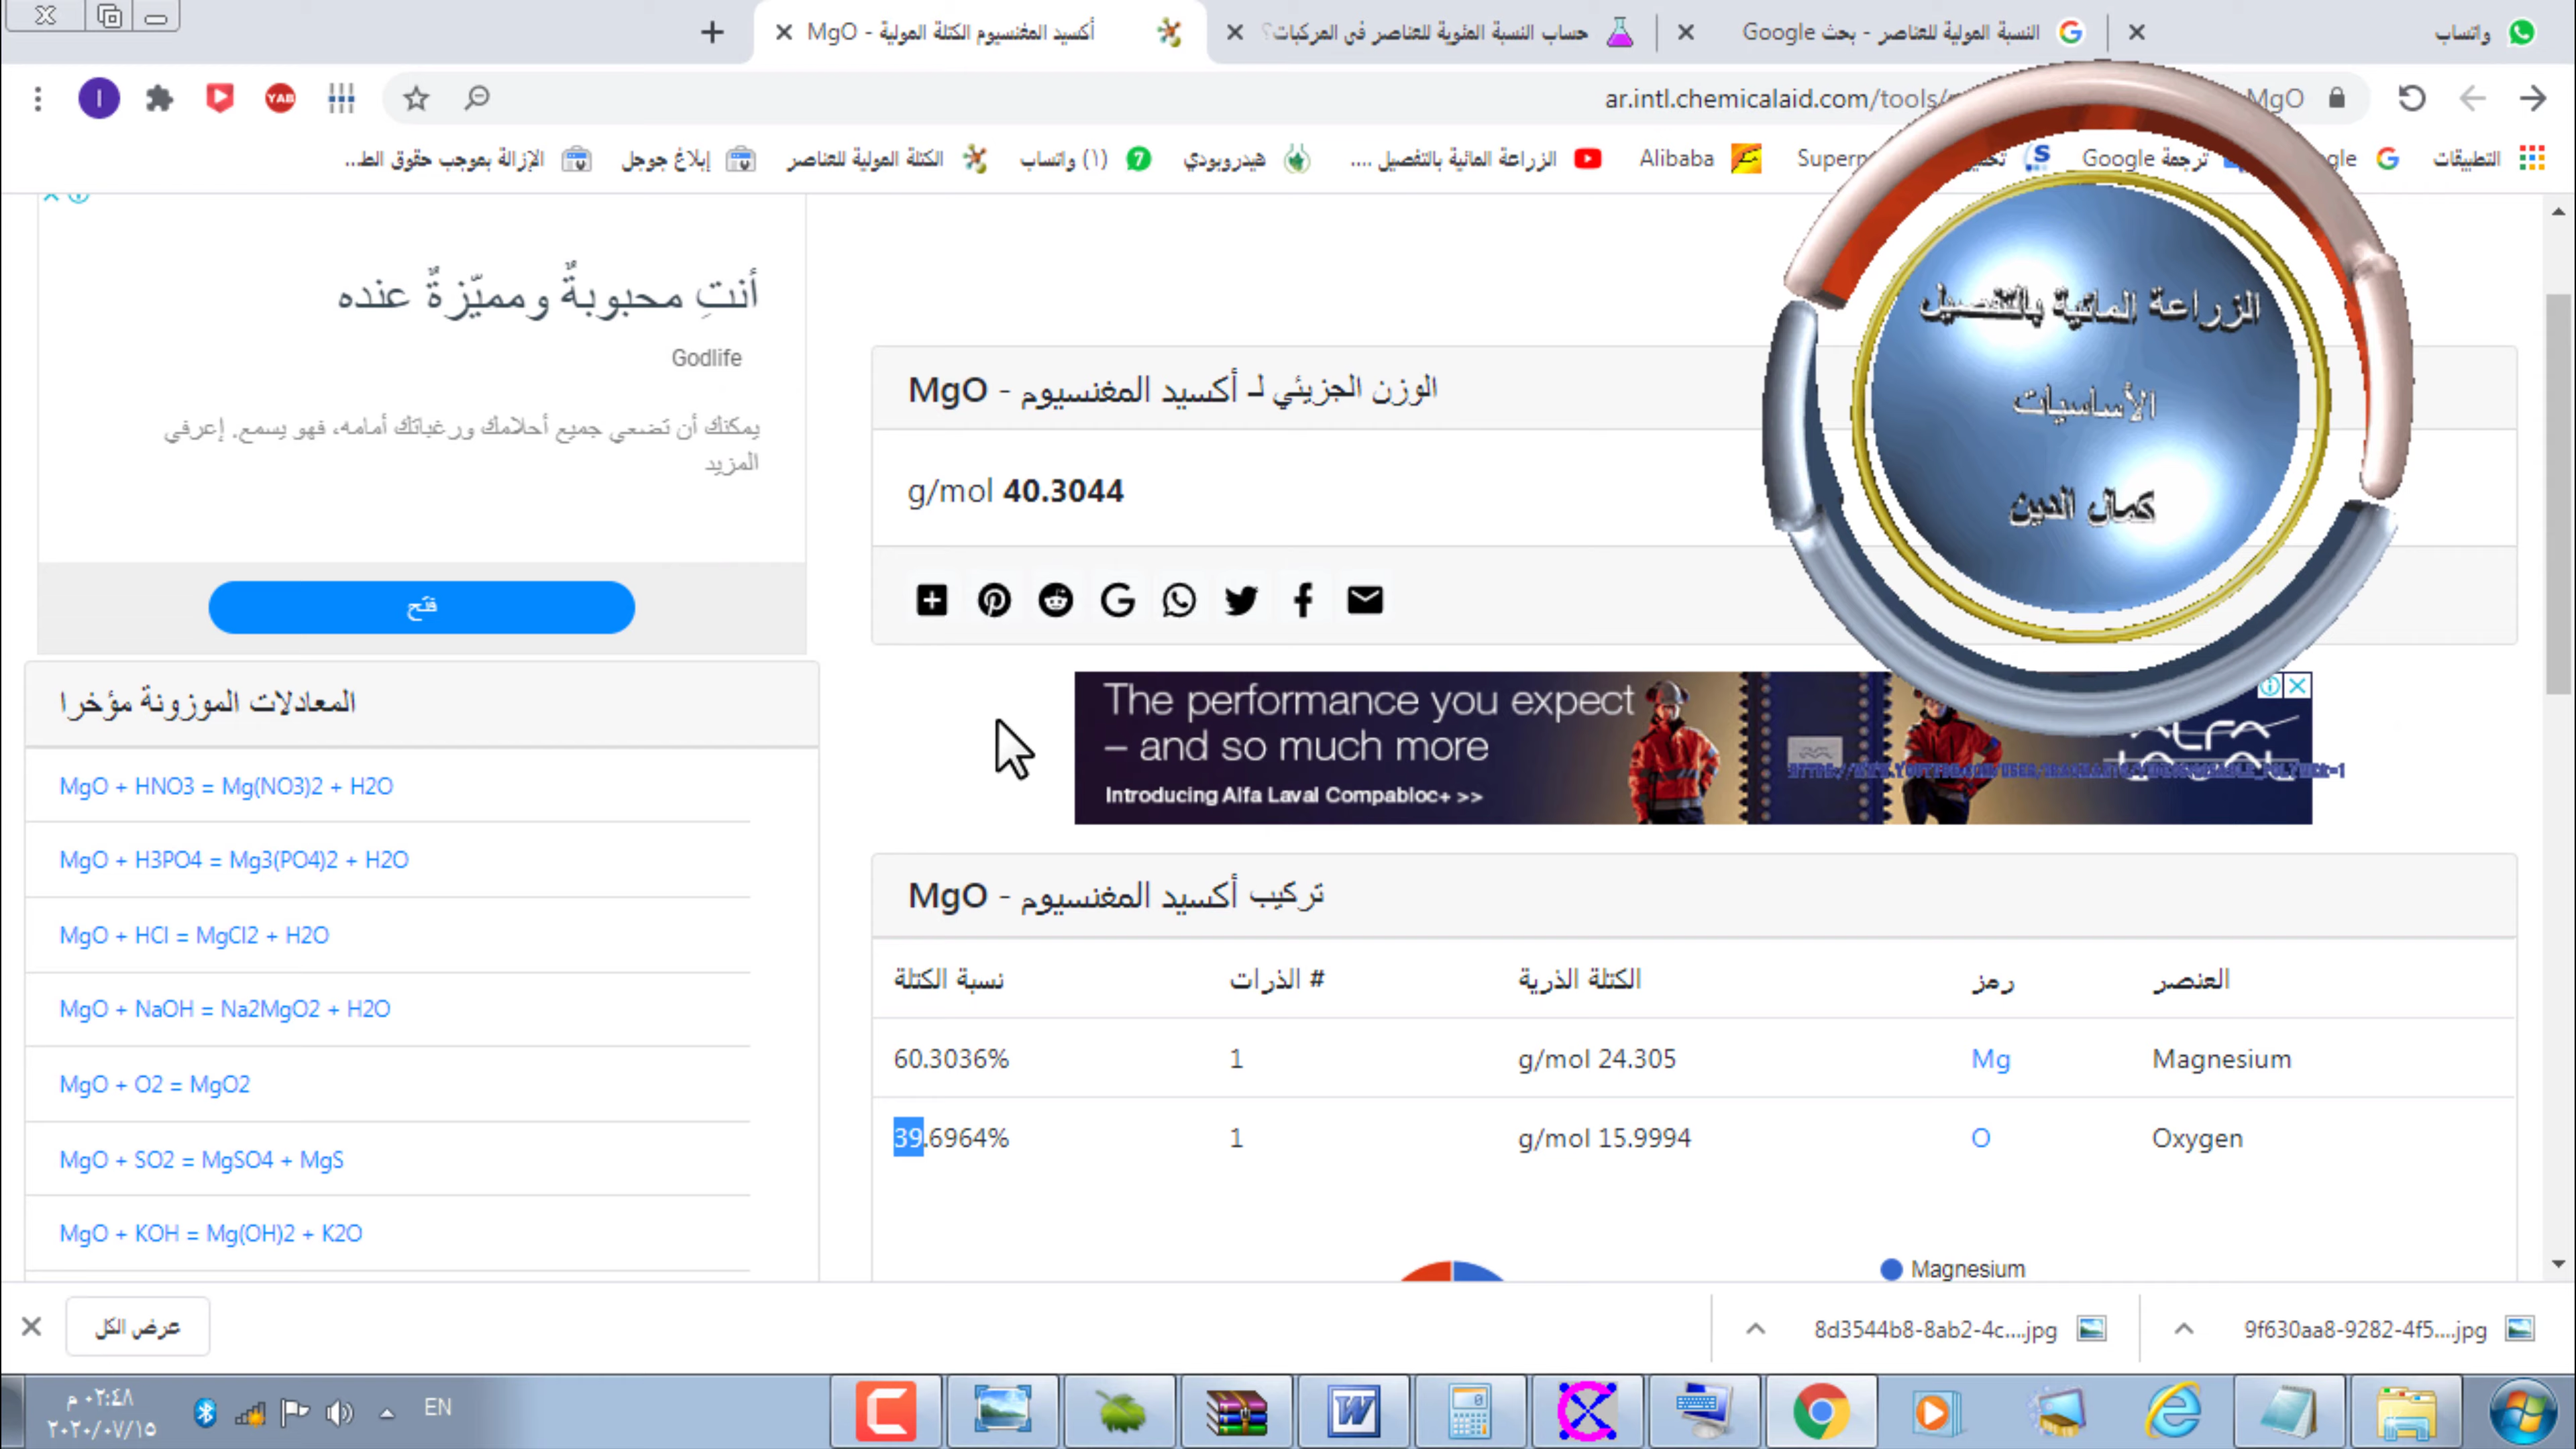 واتساب
النسبة المولية للعناصر - بحث Google
حساب النسبة المئوية للعناصر في المركبات؟
أكسيد المغنسيوم الكتلة المولية - MgO
ar.intl.chemicalaid.com/tools/
MgO
التطبيقات
ترجمة Google
Alibaba
الزراعة المائية بالتفصيل ....
هيدروبودي
(١) واتساب
الكتلة المولية للعناصر
إبلاغ جوجل
الإزالة بموجب حقوق الط...
الزراعة المائية بالتفصيل
الأساسيات
كمال الدين
أنتِ محبوبةٌ ومميّزةٌ عنده
Godlife
يمكنك أن تضعي جميع أحلامك ورغباتك أمامه، فهو يسمع. إعرفي
المزيد
فتّح
الوزن الجزيئي لـ أكسيد المغنسيوم - MgO
g/mol 40.3044
The performance you expect
– and so much more
Introducing Alfa Laval Compabloc+ >>
المعادلات الموزونة مؤخرا
MgO + HNO3 = Mg(NO3)2 + H2O
MgO + H3PO4 = Mg3(PO4)2 + H2O
MgO + HCl = MgCl2 + H2O
MgO + NaOH = Na2MgO2 + H2O
MgO + O2 = MgO2
MgO + SO2 = MgSO4 + MgS
MgO + KOH = Mg(OH)2 + K2O
تركيب أكسيد المغنسيوم - MgO
العنصر رمز الكتلة الذرية # الذرات نسبة الكتلة
Magnesium Mg g/mol 24.305 1 60.3036%
Oxygen O g/mol 15.9994 1 39.6964%
Magnesium
9f630aa8-9282-4f5....jpg
8d3544b8-8ab2-4c....jpg
عرض الكل
EN
٠٢:٤٨ م
٢٠٢٠/٠٧/١٥